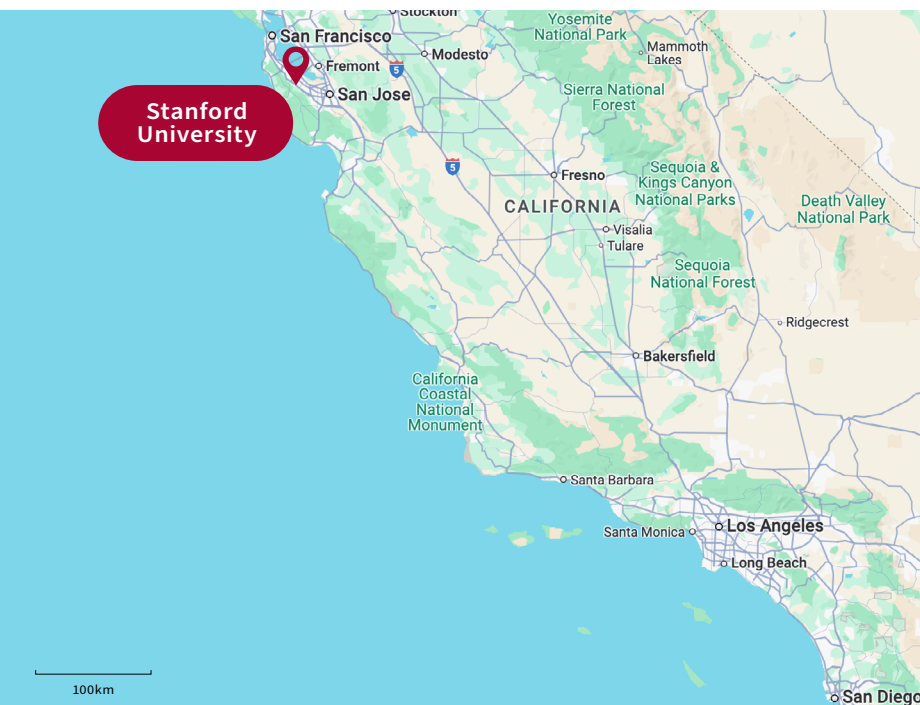 Stockton
Yosemite
National Park
San Francisco
Mammoth
Lakes
Modesto
5
Fremont
Sierra National
Forest
San Jose
Stanford
University
5
Fresno
Sequoia &
Kings Canyon
National Parks
CALIFORNIA
Death Valley
National Park
Visalia
Tulare
Sequoia
National Forest
Ridgecrest
Bakersfield
California
Coastal
National
Monument
Santa Barbara
Los Angeles
Santa Monica
Long Beach
100km
San Diego